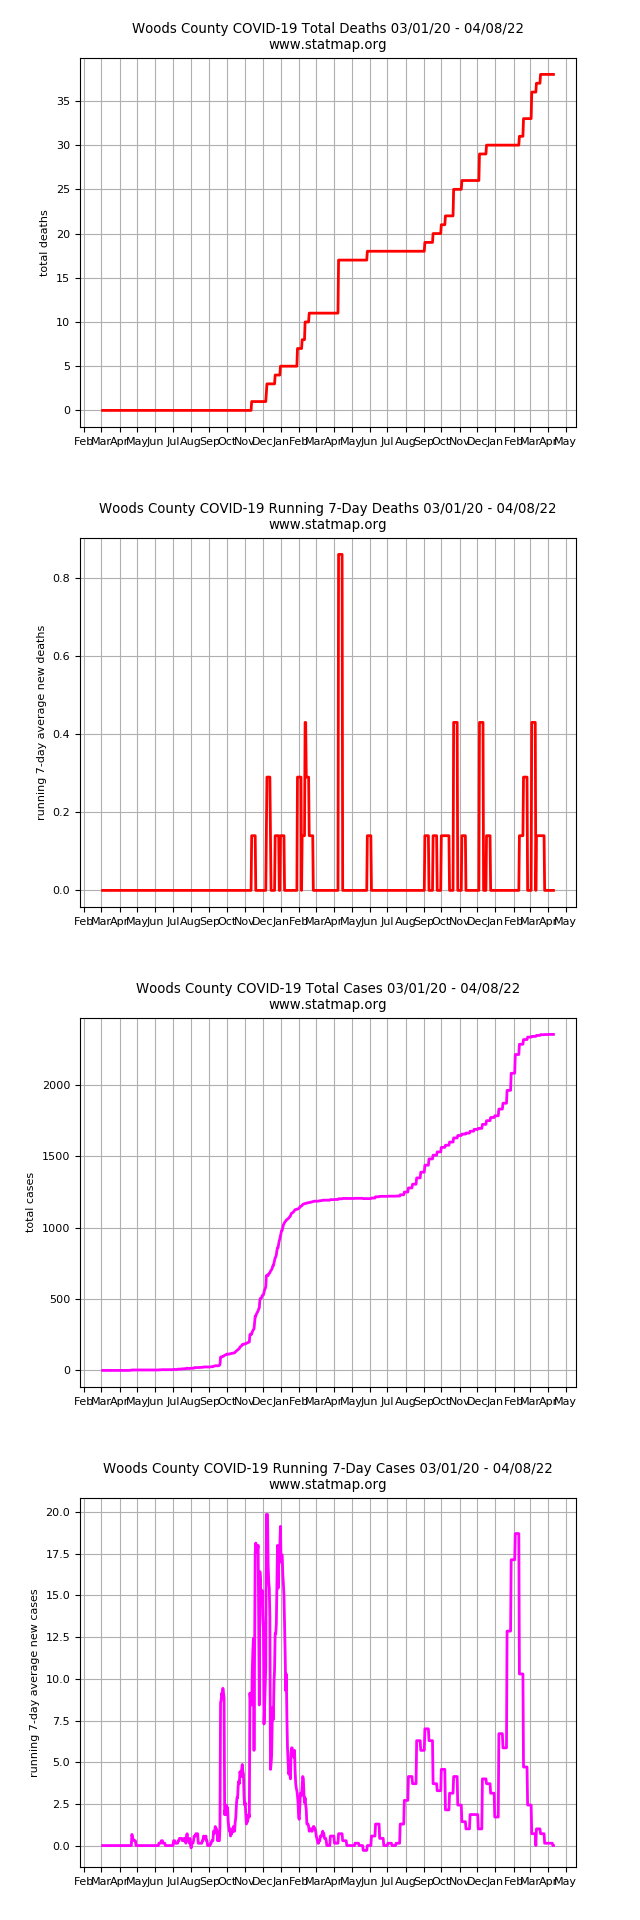 Woods County COVID-19 Total Deaths 03/01/20 - 04/08/22
www.statmap.org
total deaths
35
30
25
20
15
10
5
0
Feb Mar Apr May Jun Jul Aug Sep Oct Nov Dec Jan Feb Mar Apr May Jun Jul Aug Sep Oct Nov Dec Jan Feb Mar Apr May
Woods County COVID-19 Running 7-Day Deaths 03/01/20 - 04/08/22
www.statmap.org
running 7-day average new deaths
0.8
0.6
0.4
0.2
0.0
Feb Mar Apr May Jun Jul Aug Sep Oct Nov Dec Jan Feb Mar Apr May Jun Jul Aug Sep Oct Nov Dec Jan Feb Mar Apr May
Woods County COVID-19 Total Cases 03/01/20 - 04/08/22
www.statmap.org
total cases
2000
1500
1000
500
0
Feb Mar Apr May Jun Jul Aug Sep Oct Nov Dec Jan Feb Mar Apr May Jun Jul Aug Sep Oct Nov Dec Jan Feb Mar Apr May
Woods County COVID-19 Running 7-Day Cases 03/01/20 - 04/08/22
www.statmap.org
running 7-day average new cases
20.0
17.5
15.0
12.5
10.0
7.5
5.0
2.5
0.0
Feb Mar Apr May Jun Jul Aug Sep Oct Nov Dec Jan Feb Mar Apr May Jun Jul Aug Sep Oct Nov Dec Jan Feb Mar Apr May